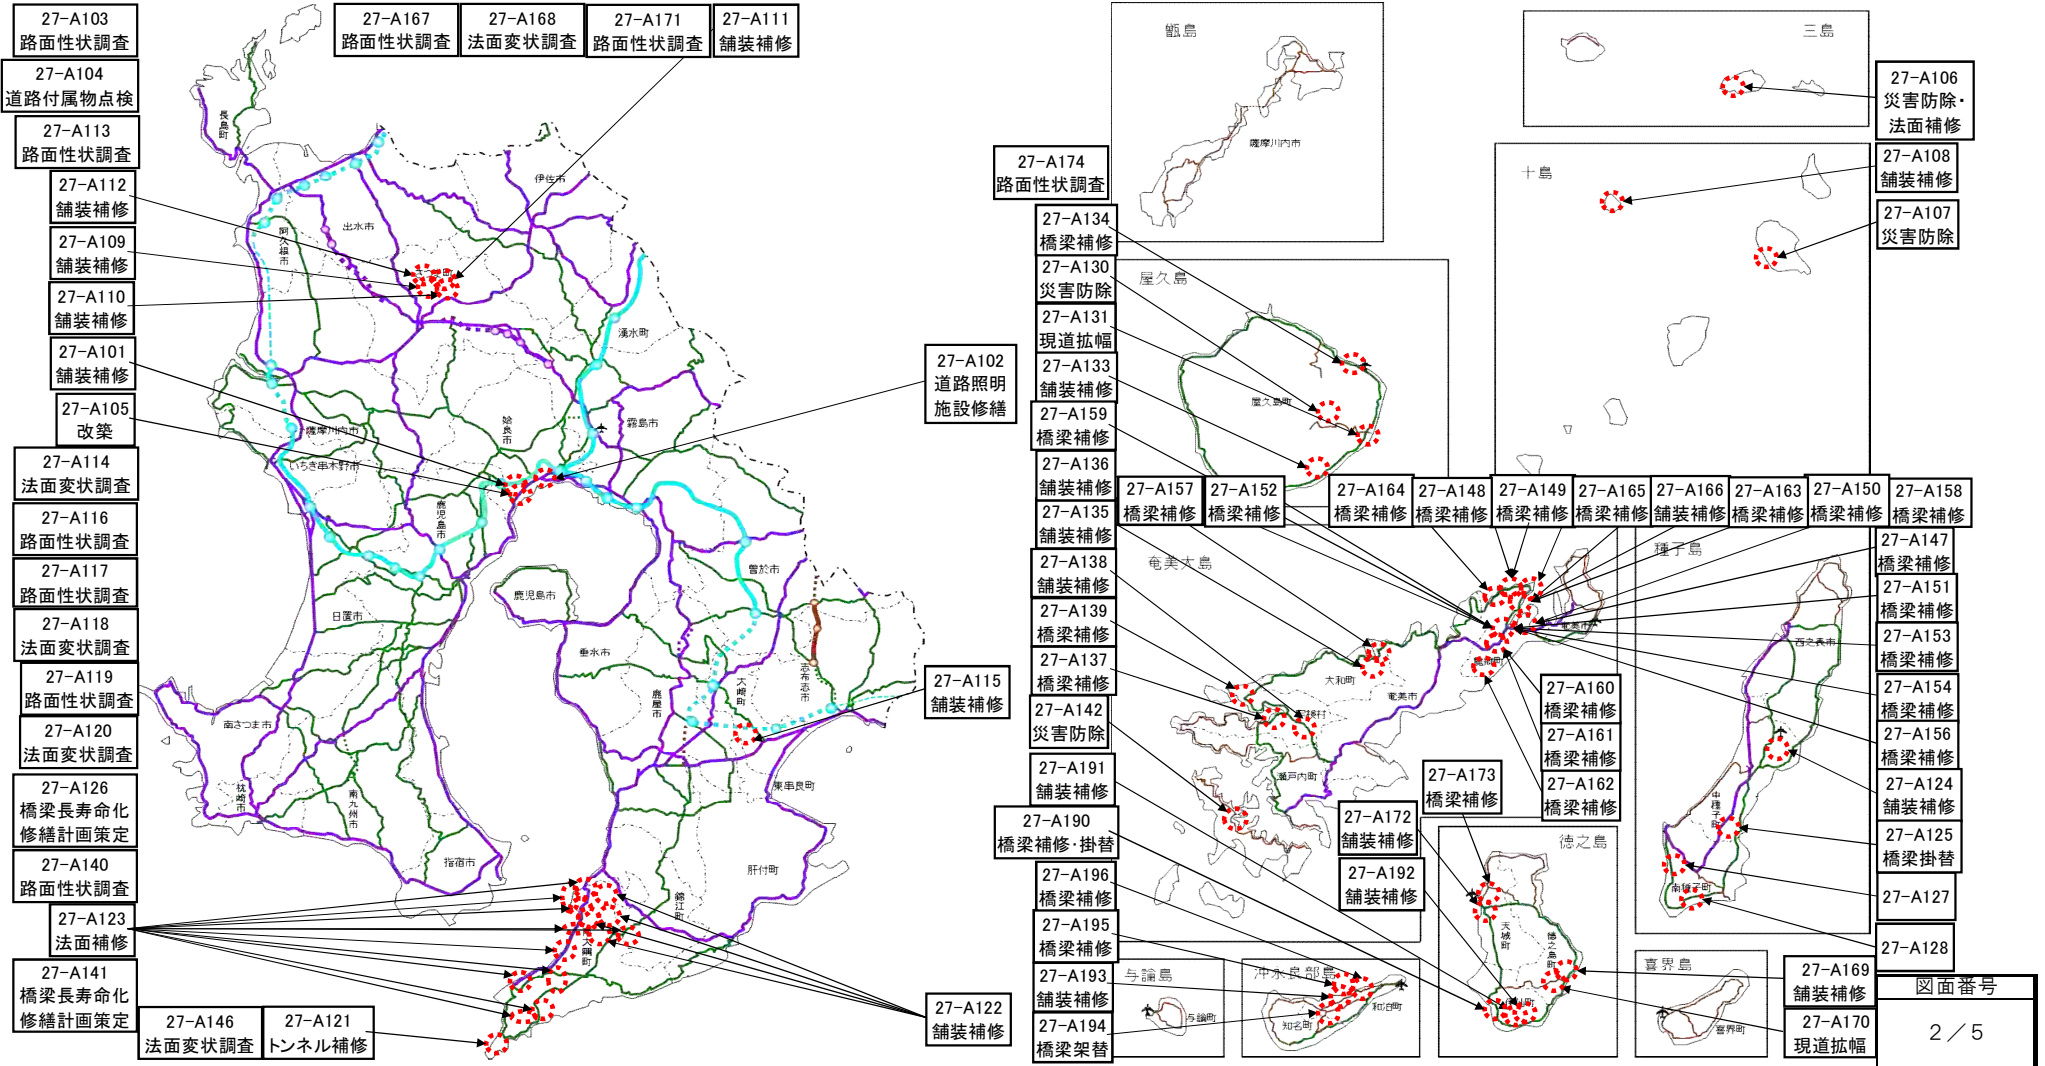 27-A103
路面性状調査
27-A104
道路付属物点検
27-A113
路面性状調査
27-A112
舗装補修
27-A109
舗装補修
27-A110
舗装補修
27-A101
舗装補修
27-A105
改築
27-A114
法面変状調査
27-A116
路面性状調査
27-A117
路面性状調査
27-A118
法面変状調査
27-A119
路面性状調査
27-A120
法面変状調査
27-A126
橋梁長寿命化
修繕計画策定
27-A140
路面性状調査
27-A123
法面補修
27-A141
橋梁長寿命化
修繕計画策定
27-A146
法面変状調査
27-A121
トンネル補修
27-A167
路面性状調査
27-A168
法面変状調査
27-A171
路面性状調査
27-A111
舗装補修
27-A102
道路照明
施設修繕
27-A115
舗装補修
27-A122
舗装補修
長島町
出水市
阿久根市
伊佐市
湧水町
薩摩川内市
いちき串木野市
姶良市
霧島市
鹿児島市
日置市
鹿児島市
垂水市
曽於市
志布志市
大崎町
鹿屋市
東串良町
肝付町
錦江町
南さつま市
枕崎市
南九州市
指宿市
甑島
薩摩川内市
三島
27-A106
災害防除・
法面補修
十島
27-A108
舗装補修
27-A107
災害防除
27-A174
路面性状調査
27-A134
橋梁補修
27-A130
災害防除
27-A131
現道拡幅
27-A133
舗装補修
27-A159
橋梁補修
27-A136
舗装補修
27-A135
舗装補修
27-A138
舗装補修
27-A139
橋梁補修
27-A137
橋梁補修
27-A142
災害防除
27-A191
舗装補修
27-A190
橋梁補修・掛替
27-A196
橋梁補修
27-A195
橋梁補修
27-A193
舗装補修
27-A194
橋梁架替
屋久島
屋久島町
27-A157
橋梁補修
27-A152
橋梁補修
27-A164
橋梁補修
27-A148
橋梁補修
27-A149
橋梁補修
27-A165
橋梁補修
27-A166
舗装補修
27-A163
橋梁補修
27-A150
橋梁補修
27-A158
橋梁補修
27-A147
橋梁補修
27-A151
橋梁補修
27-A153
橋梁補修
27-A154
橋梁補修
27-A156
橋梁補修
27-A124
舗装補修
27-A125
橋梁掛替
27-A127
27-A128
奄美大島
奄美市
大和町
奄美市
瀬戸内町
27-A160
橋梁補修
27-A161
橋梁補修
27-A162
橋梁補修
種子島
西之表市
中種子町
南種子町
27-A173
橋梁補修
27-A172
舗装補修
27-A192
舗装補修
徳之島
天城町
徳之島町
27-A169
舗装補修
27-A170
現道拡幅
与論島
与論町
沖永良部島
和泊町
知名町
喜界島
喜界町
図面番号
2／5